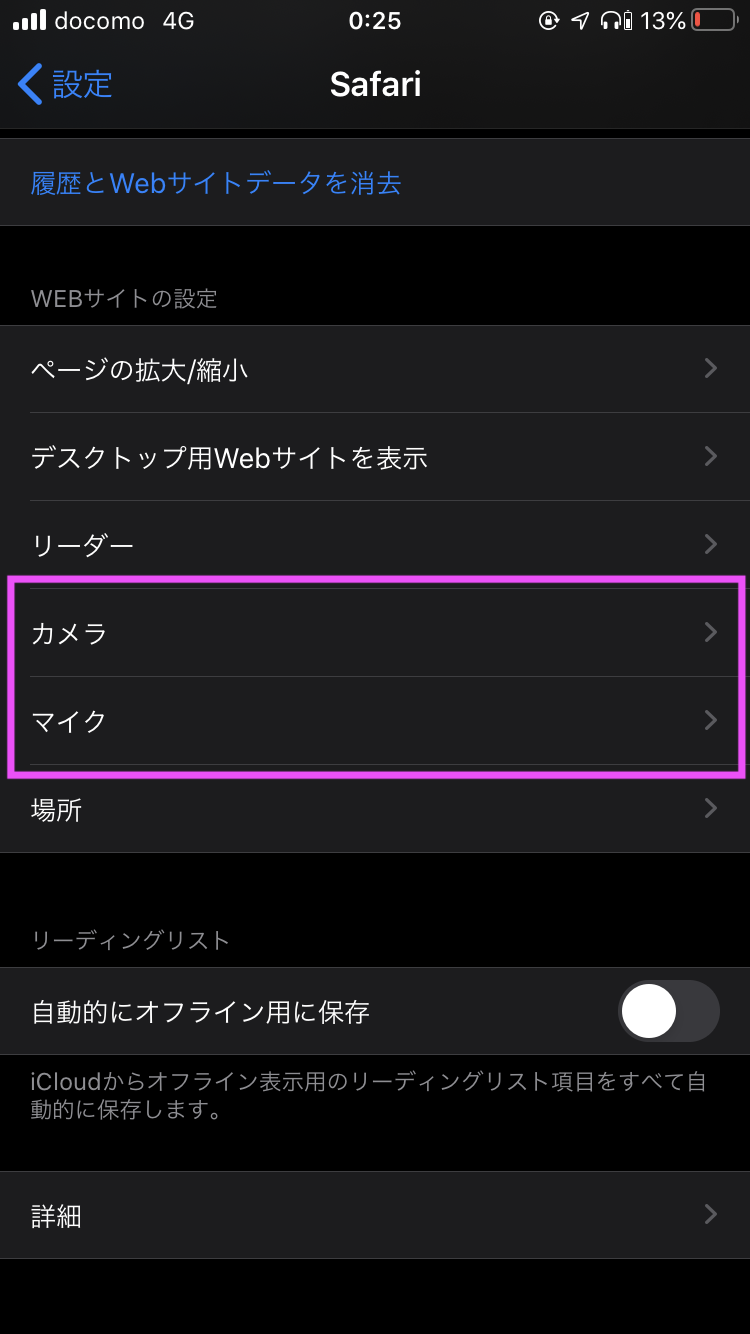 docomo 4G 0:25 13%
設定 Safari
履歴とWebサイトデータを消去
WEBサイトの設定
ページの拡大/縮小
デスクトップ用Webサイトを表示
リーダー
カメラ
マイク
場所
リーディングリスト
自動的にオフライン用に保存
iCloudからオフライン表示用のリーディングリスト項目をすべて自
動的に保存します。
詳細